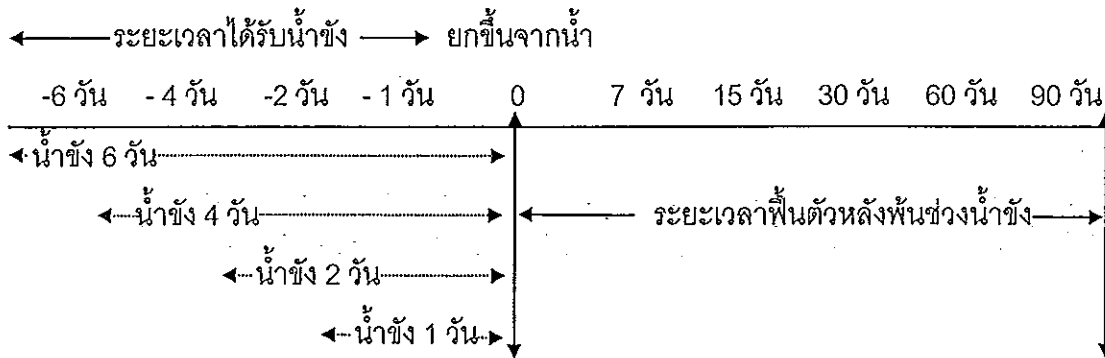 ระยะเวลาได้รับน้ำขัง ยกขึ้นจากน้ำ
-6 วัน - 4 วัน -2 วัน - 1 วัน 0 7 วัน 15 วัน 30 วัน 60 วัน 90 วัน
น้ำขัง 6 วัน
น้ำขัง 4 วัน ระยะเวลาฟื้นตัวหลังพ้นช่วงน้ำขัง
น้ำขัง 2 วัน
น้ำขัง 1 วัน